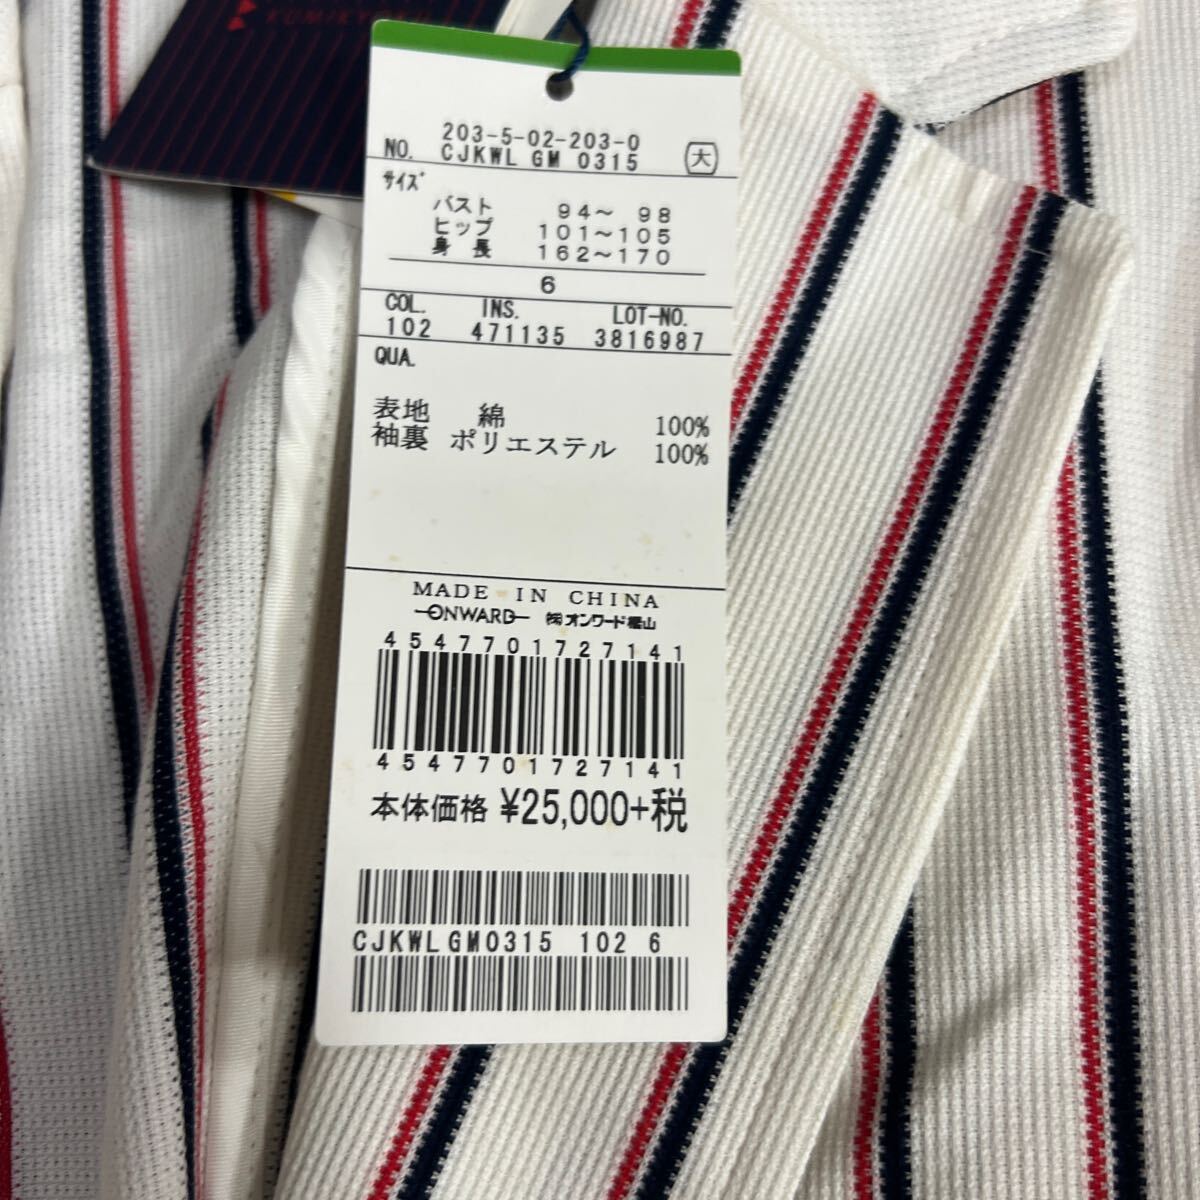 KUMIKYOKU
203-5-02-203-0
NO. CJKWL GM 0315 大
サイズ
バスト 94～ 98
ヒップ 101～105
身長 162～170
6
COL. INS. LOT-NO.
102 471135 3816987
QUA.
表地 綿 100%
袖裏 ポリエステル 100%
MADE IN CHINA
ONWARD ㈱オンワード樫山
4547701727141
4547701727141
本体価格 ¥25,000+税
CJKWLGM0315 102 6